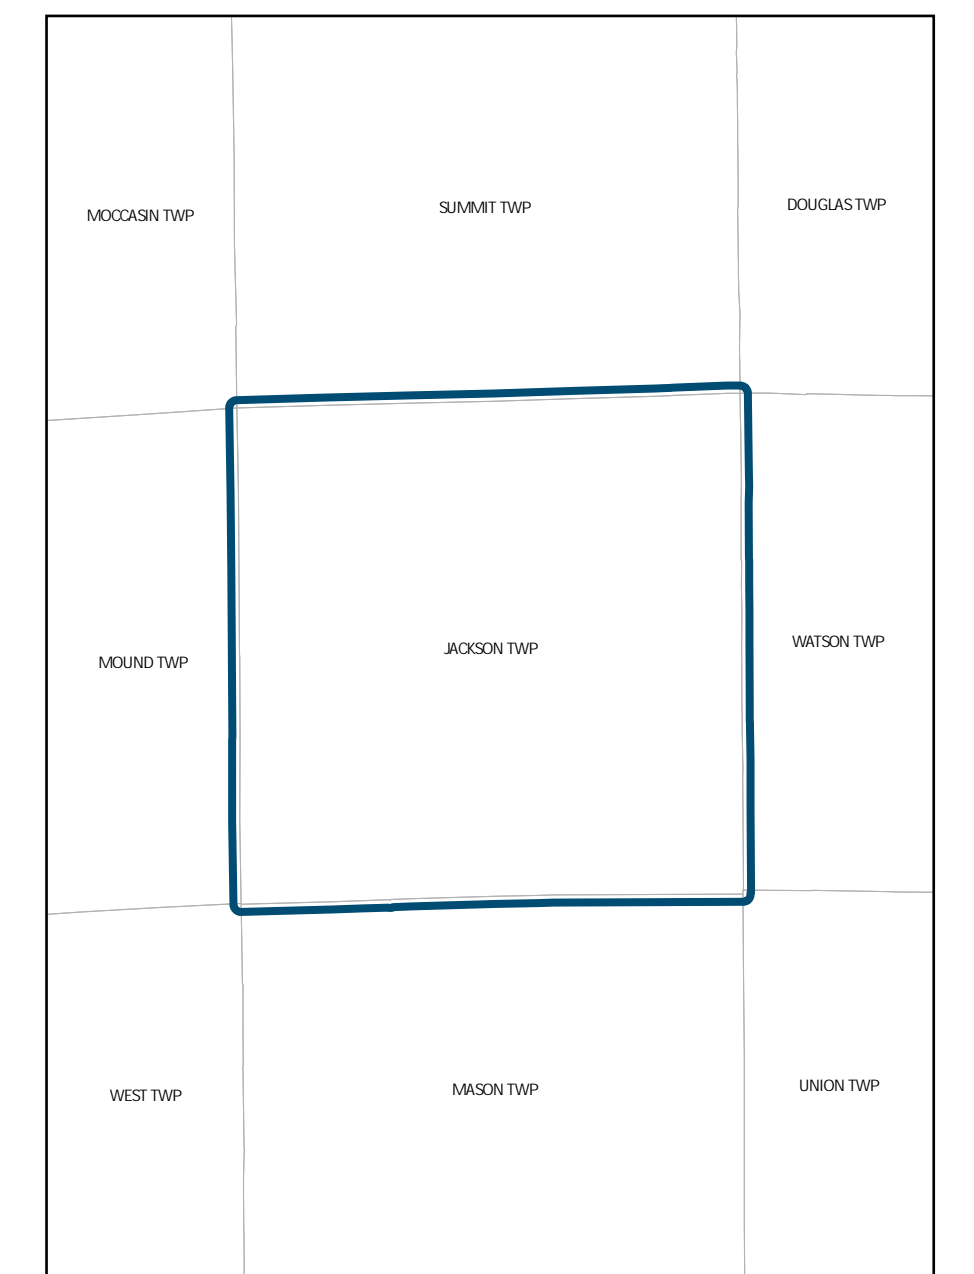 MOCCASIN TWP
SUMMIT TWP
DOUGLAS TWP
MOUND TWP
JACKSON TWP
WATSON TWP
WEST TWP
MASON TWP
UNION TWP